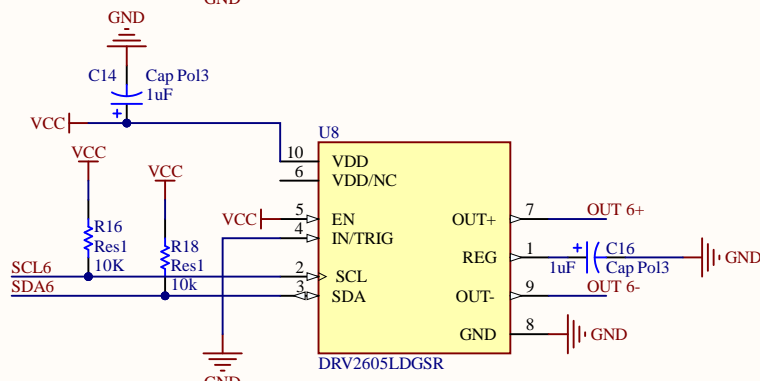 GND
GND
C14
Cap Pol3
1uF
VCC
U8
VCC
VCC
10
VDD
6
VDD/NC
VCC
5
EN
4
IN/TRIG
OUT+
7
OUT 6+
R16
Res1
10K
R18
Res1
10k
REG
1
1uF
C16
Cap Pol3
GND
SCL6
2
SCL
SDA6
3
SDA
OUT-
9
OUT 6-
GND
8
GND
DRV2605LDGSR
GND